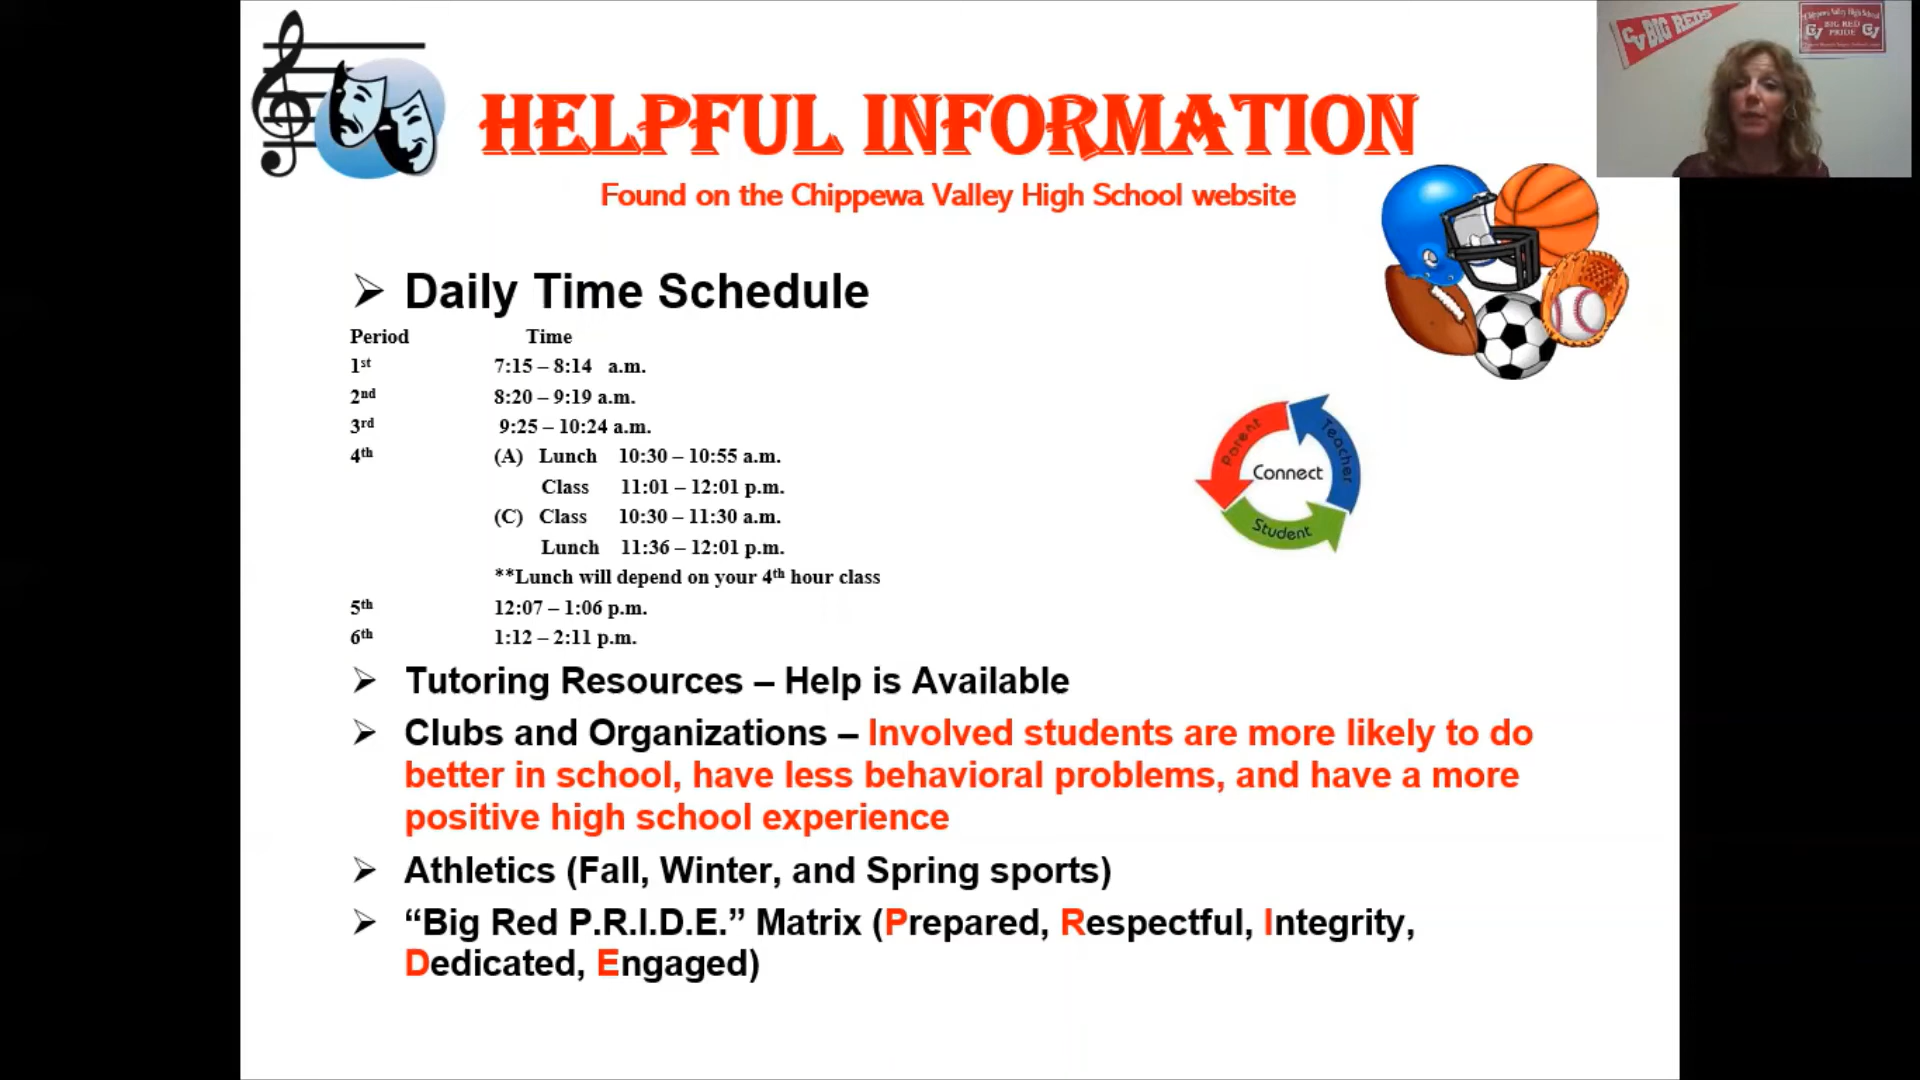 HELPFUL INFORMATION
Found on the Chippewa Valley High School website
CV BIG REDS
Chippewa Valley High School
BIG RED
CV PRIDE CV
➢ Daily Time Schedule
Period Time
1st 7:15 – 8:14 a.m.
2nd 8:20 – 9:19 a.m.
3rd 9:25 – 10:24 a.m.
4th (A) Lunch 10:30 – 10:55 a.m.
Class 11:01 – 12:01 p.m.
(C) Class 10:30 – 11:30 a.m.
Lunch 11:36 – 12:01 p.m.
**Lunch will depend on your 4th hour class
5th 12:07 – 1:06 p.m.
6th 1:12 – 2:11 p.m.
Parent
Teacher
Connect
Student
➢ Tutoring Resources – Help is Available
➢ Clubs and Organizations – Involved students are more likely to do
better in school, have less behavioral problems, and have a more
positive high school experience
➢ Athletics (Fall, Winter, and Spring sports)
➢ “Big Red P.R.I.D.E.” Matrix (Prepared, Respectful, Integrity,
Dedicated, Engaged)